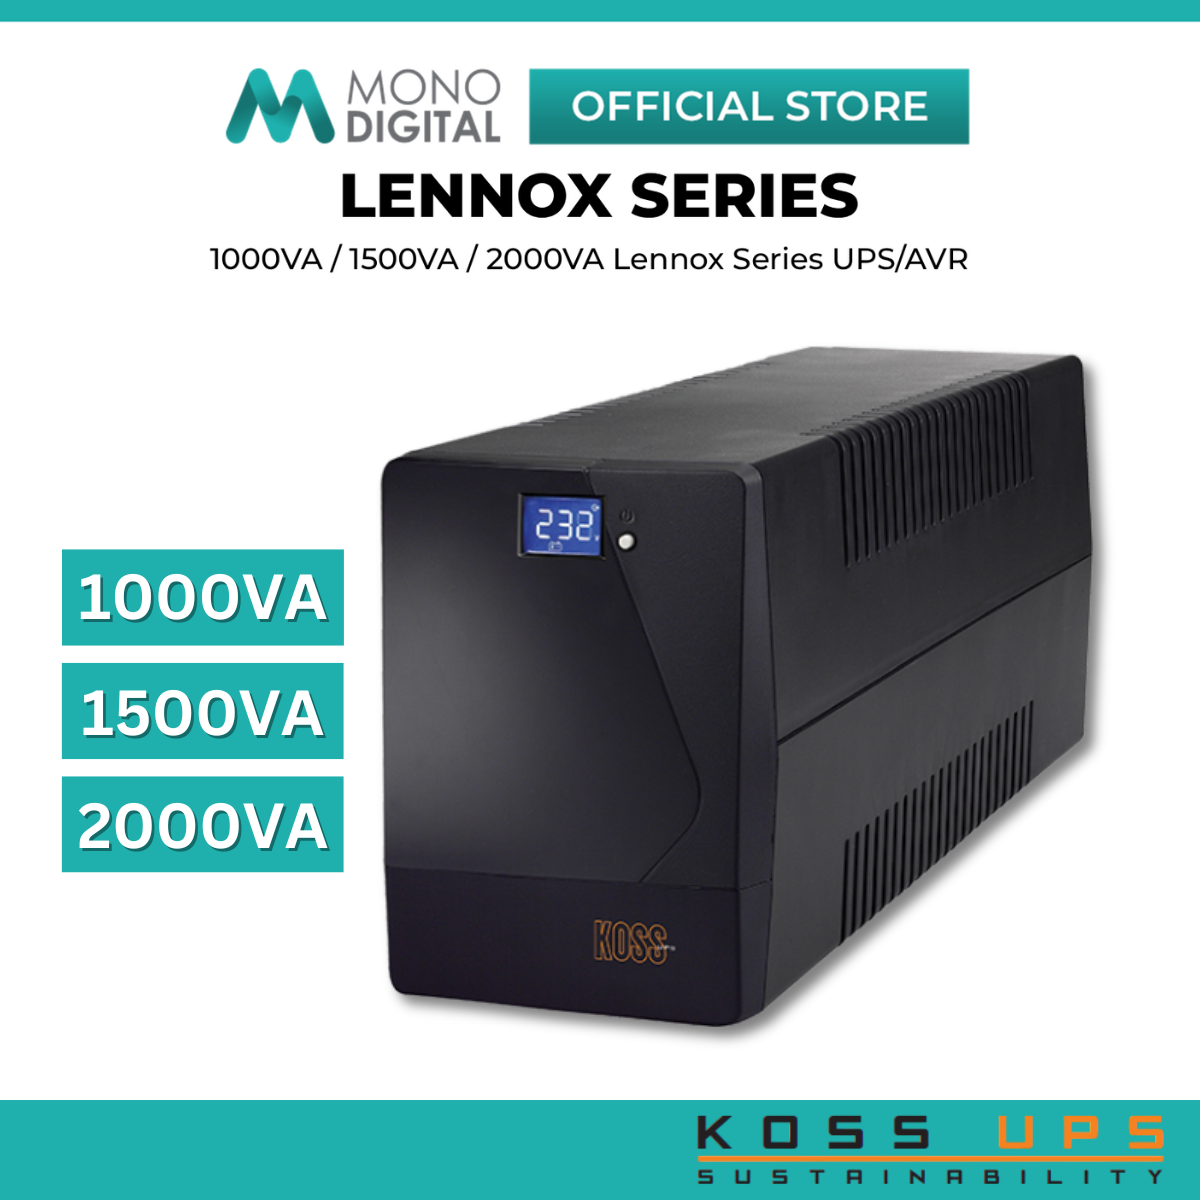 MONO
DIGITAL
OFFICIAL STORE
LENNOX SERIES
1000VA / 1500VA / 2000VA Lennox Series UPS/AVR
232
1000VA
1500VA
2000VA
KOSS
KOSS UPS
SUSTAINABILITY